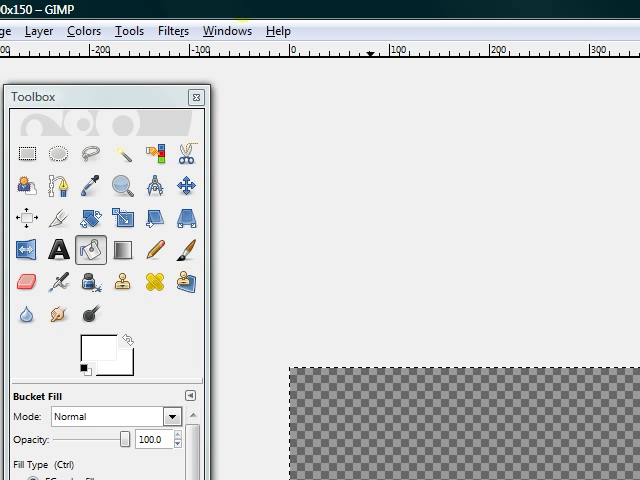 0x150 – GIMP
ge Layer Colors Tools Filters Windows Help
00 -200 -100 0 100 200 300
Toolbox
Bucket Fill
Mode: Normal
Opacity: 100.0
Fill Type (Ctrl)